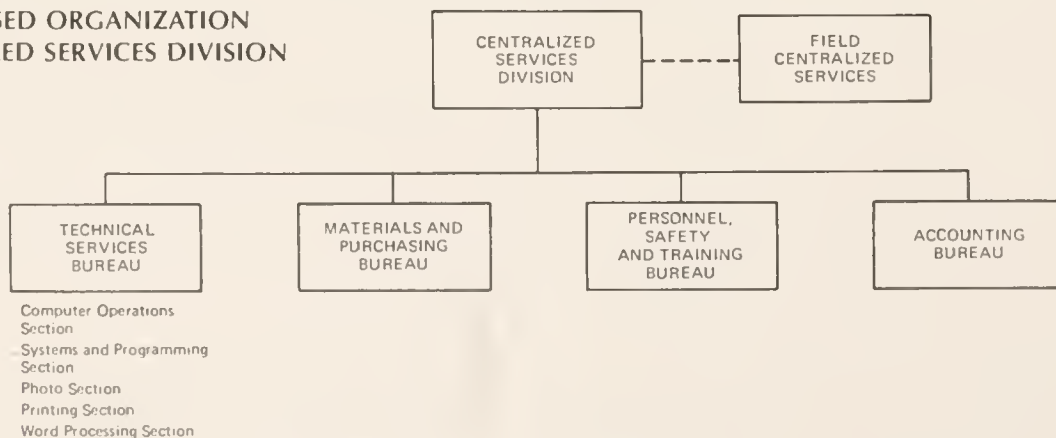 SED ORGANIZATION
ED SERVICES DIVISION
CENTRALIZED
SERVICES
DIVISION
FIELD
CENTRALIZED
SERVICES
TECHNICAL
SERVICES
BUREAU
MATERIALS AND
PURCHASING
BUREAU
PERSONNEL,
SAFETY
AND TRAINING
BUREAU
ACCOUNTING
BUREAU
Computer Operations
Section
Systems and Programming
Section
Photo Section
Printing Section
Word Processing Section